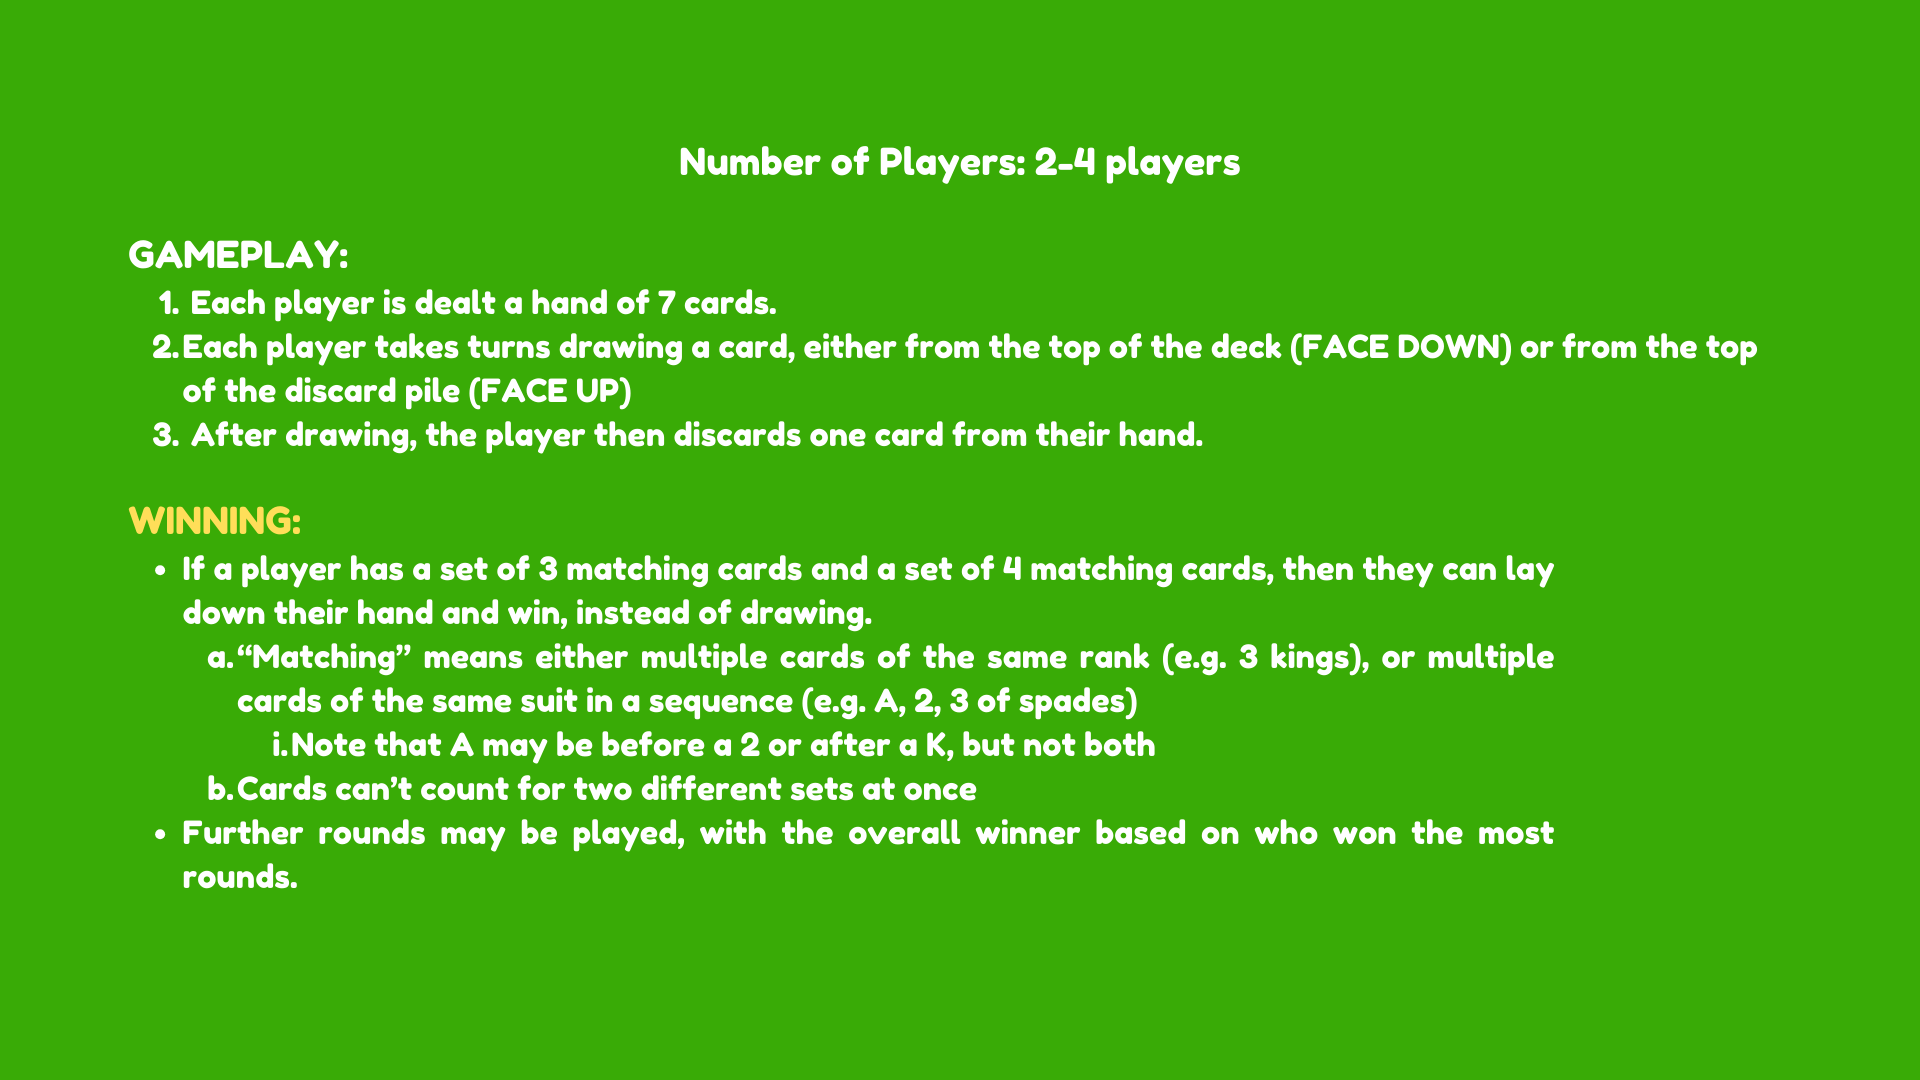 Number of Players: 2-4 players
GAMEPLAY:
1. Each player is dealt a hand of 7 cards.
2. Each player takes turns drawing a card, either from the top of the deck (FACE DOWN) or from the top
of the discard pile (FACE UP)
3. After drawing, the player then discards one card from their hand.
WINNING:
• If a player has a set of 3 matching cards and a set of 4 matching cards, then they can lay
down their hand and win, instead of drawing.
a. “Matching” means either multiple cards of the same rank (e.g. 3 kings), or multiple
cards of the same suit in a sequence (e.g. A, 2, 3 of spades)
i. Note that A may be before a 2 or after a K, but not both
b. Cards can’t count for two different sets at once
• Further rounds may be played, with the overall winner based on who won the most
rounds.